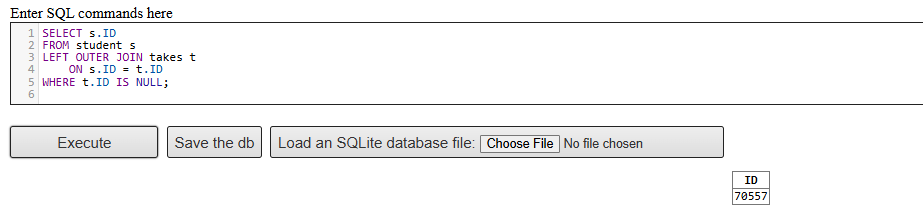 Enter SQL commands here
1 SELECT s.ID
2 FROM student s
3 LEFT OUTER JOIN takes t
4     ON s.ID = t.ID
5 WHERE t.ID IS NULL;
6
Execute Save the db Load an SQLite database file: Choose File No file chosen
ID
70557